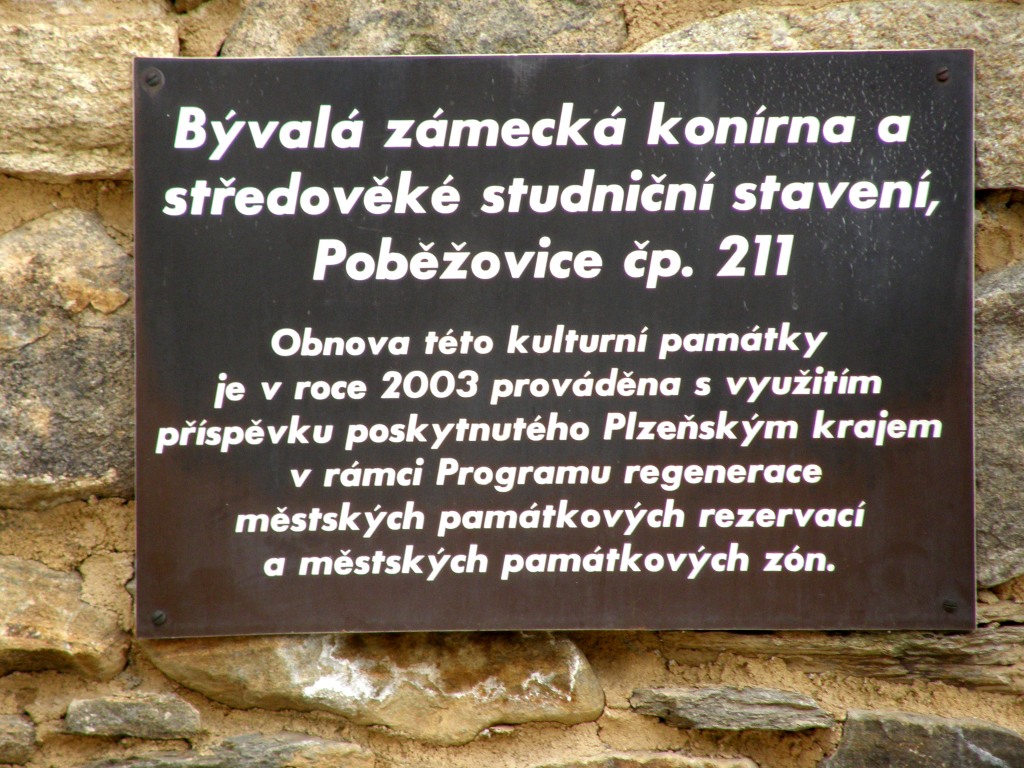 Bývalá zámecká konírna a
středověké studniční stavení,
Poběžovice čp. 211
Obnova této kulturní památky
je v roce 2003 prováděna s využitím
příspěvku poskytnutého Plzeňským krajem
v rámci Programu regenerace
městských památkových rezervací
a městských památkových zón.